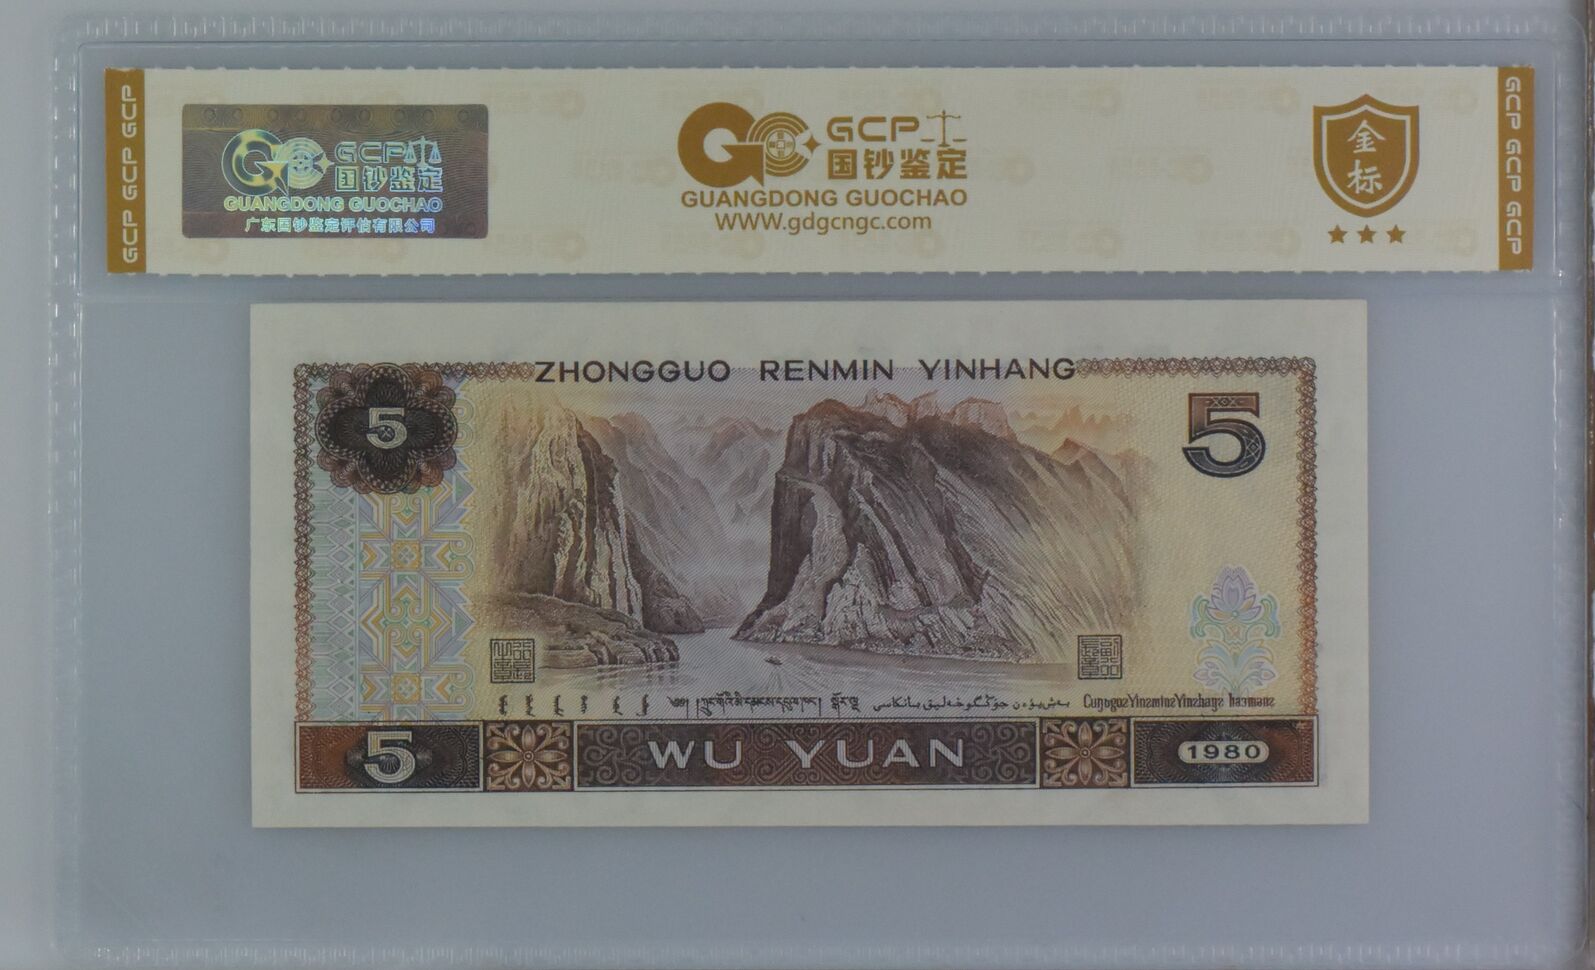 GCP GCP GCP
GCP
国钞鉴定
GUANGDONG GUOCHAO
广东国钞鉴定评估有限公司
GCP
国钞鉴定
GUANGDONG GUOCHAO
WWW.gdgcngc.com
金
标
GCP GCP GCP
ZHONGGUO RENMIN YINHANG
5
5
5
WU YUAN
1980